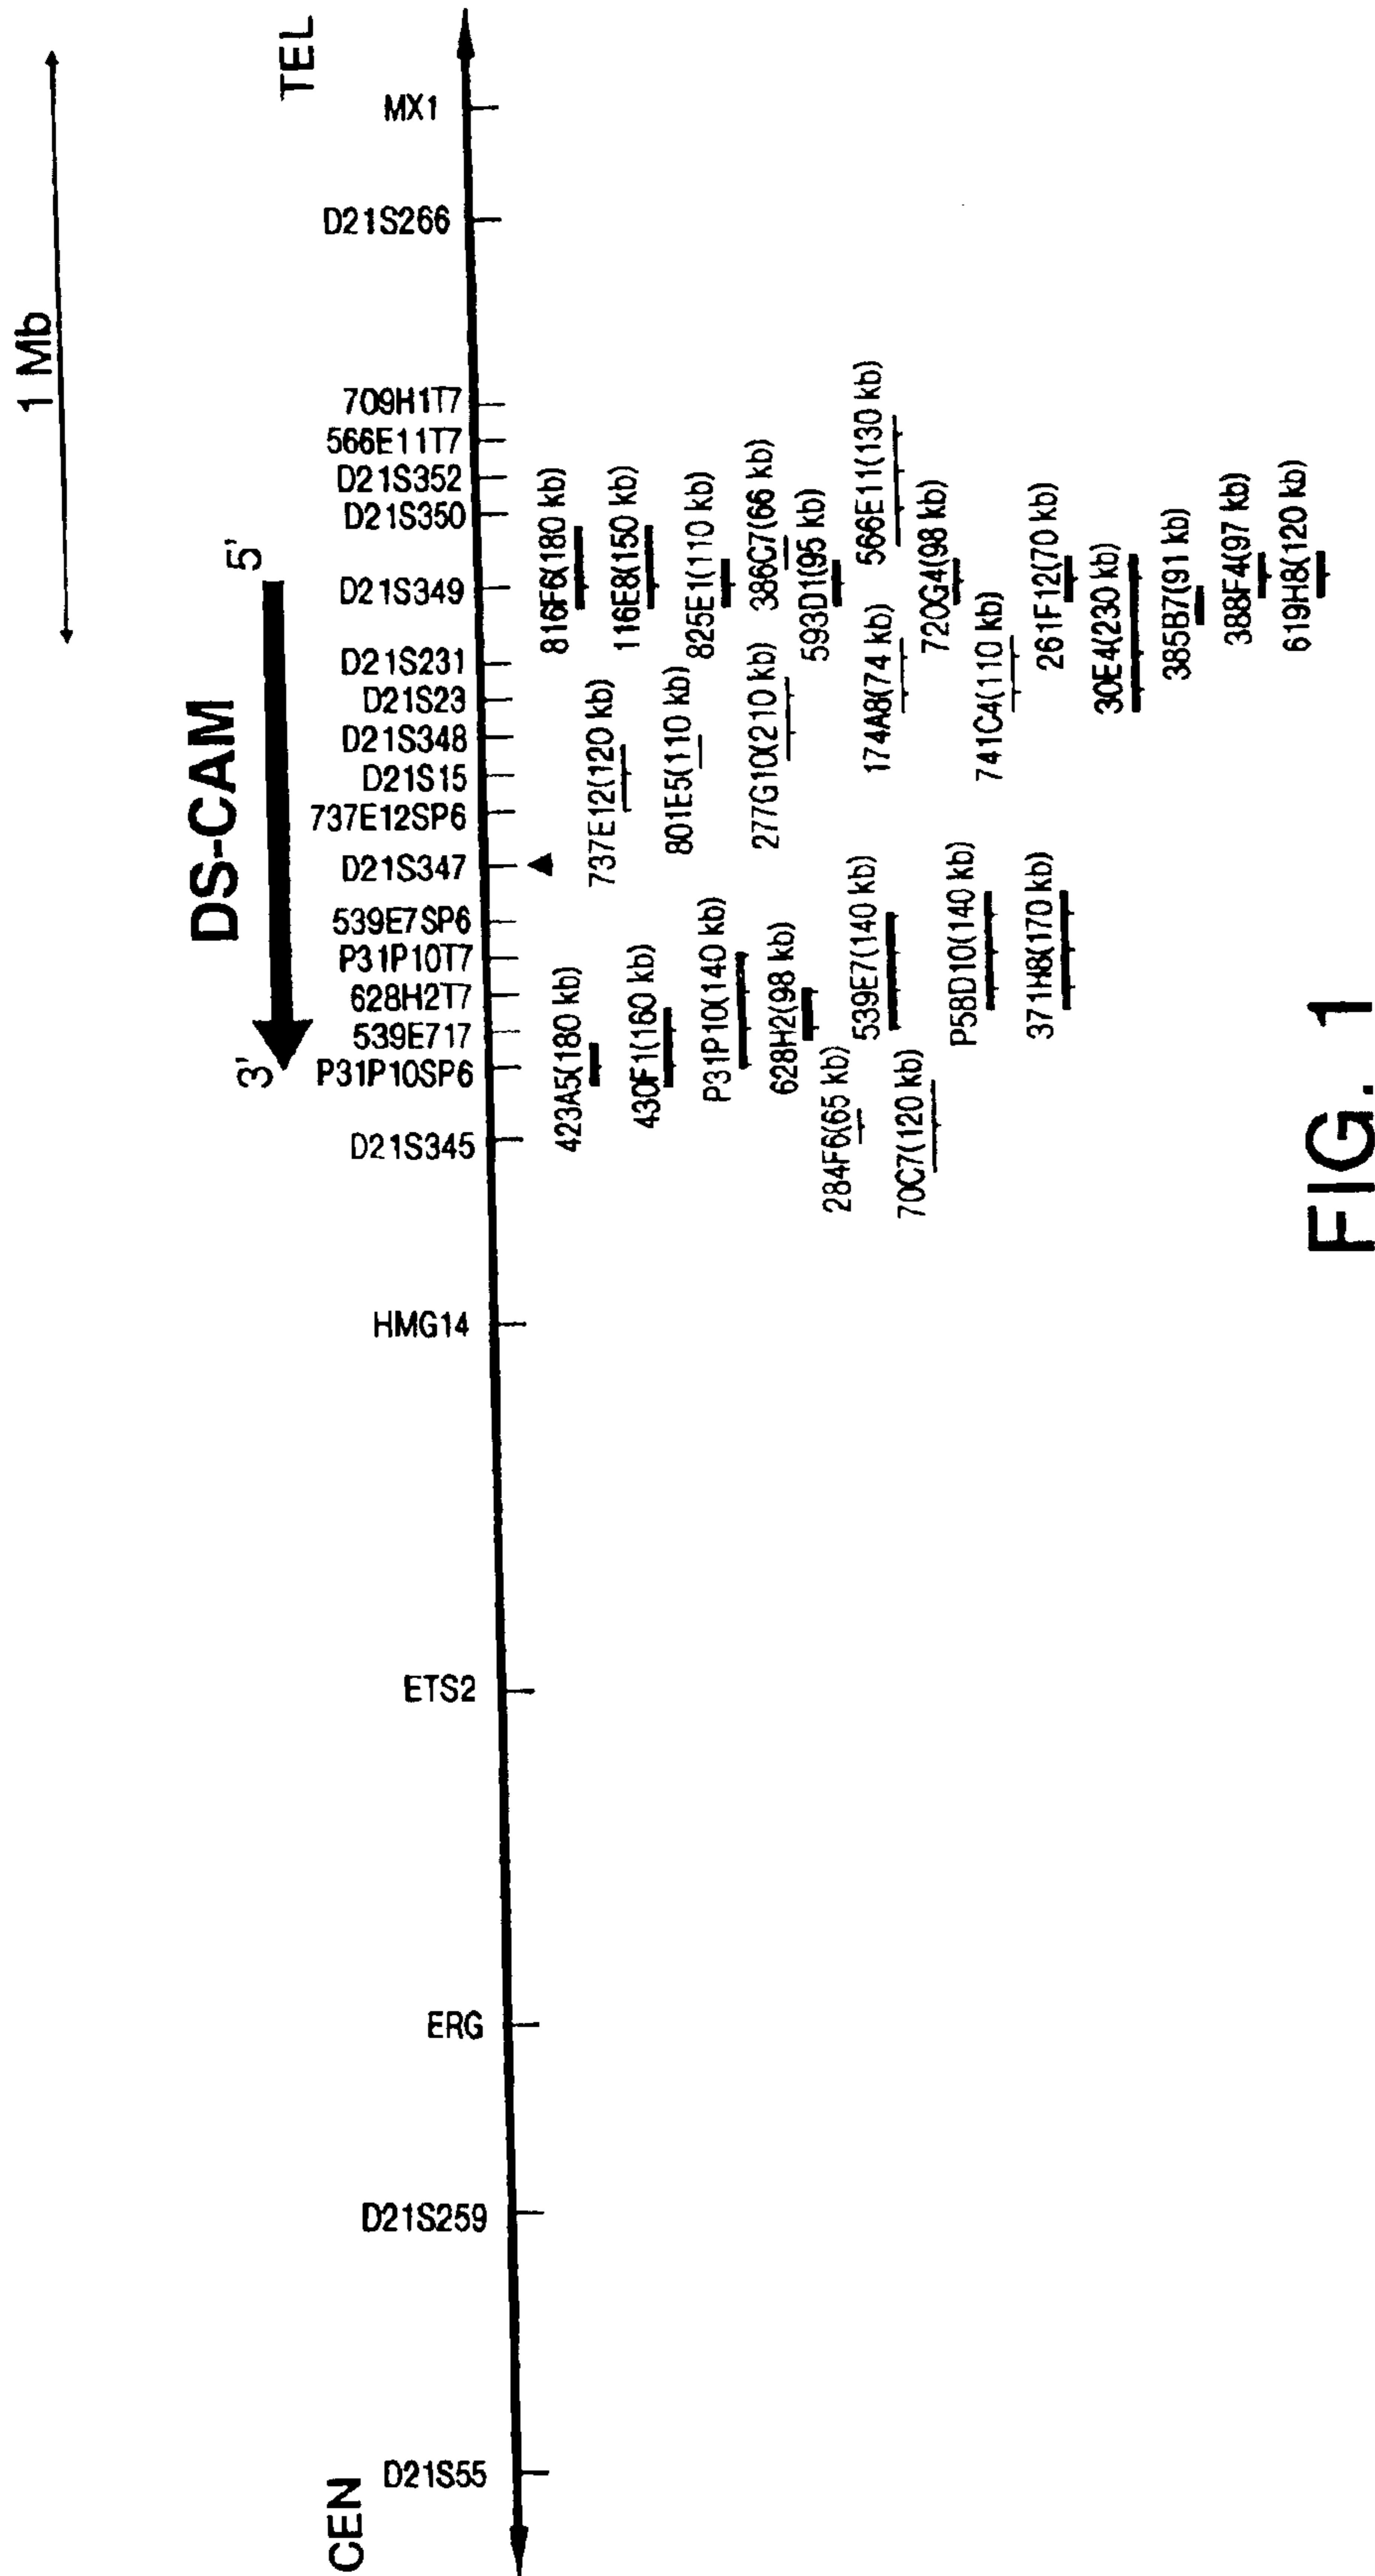 1 Mb
DS-CAM
3'
5'
CEN
TEL
D21S55
D21S259
ERG
ETS2
HMG14
D21S345
P31P10SP6
539E717
628H2T7
P31P10T7
539E7SP6
D21S347
737E12SP6
D21S15
D21S348
D21S23
D21S231
D21S349
D21S350
D21S352
566E11T7
709H1T7
D21S266
MX1
423A5(180 kb)
737E12(120 kb)
816F6(180 kb)
430F1(160 kb)
801E5(110 kb)
116E8(150 kb)
P31P10(140 kb)
277G10(210 kb)
825E1(110 kb)
628H2(98 kb)
386C7(66 kb)
284F6(65 kb)
539E7(140 kb)
174A8(74 kb)
593D1(95 kb)
70C7(120 kb)
566E11(130 kb)
P58D10(140 kb)
741C4(110 kb)
720G4(98 kb)
371H8(170 kb)
261F12(70 kb)
30E4(230 kb)
385B7(91 kb)
388F4(97 kb)
619H8(120 kb)
FIG. 1